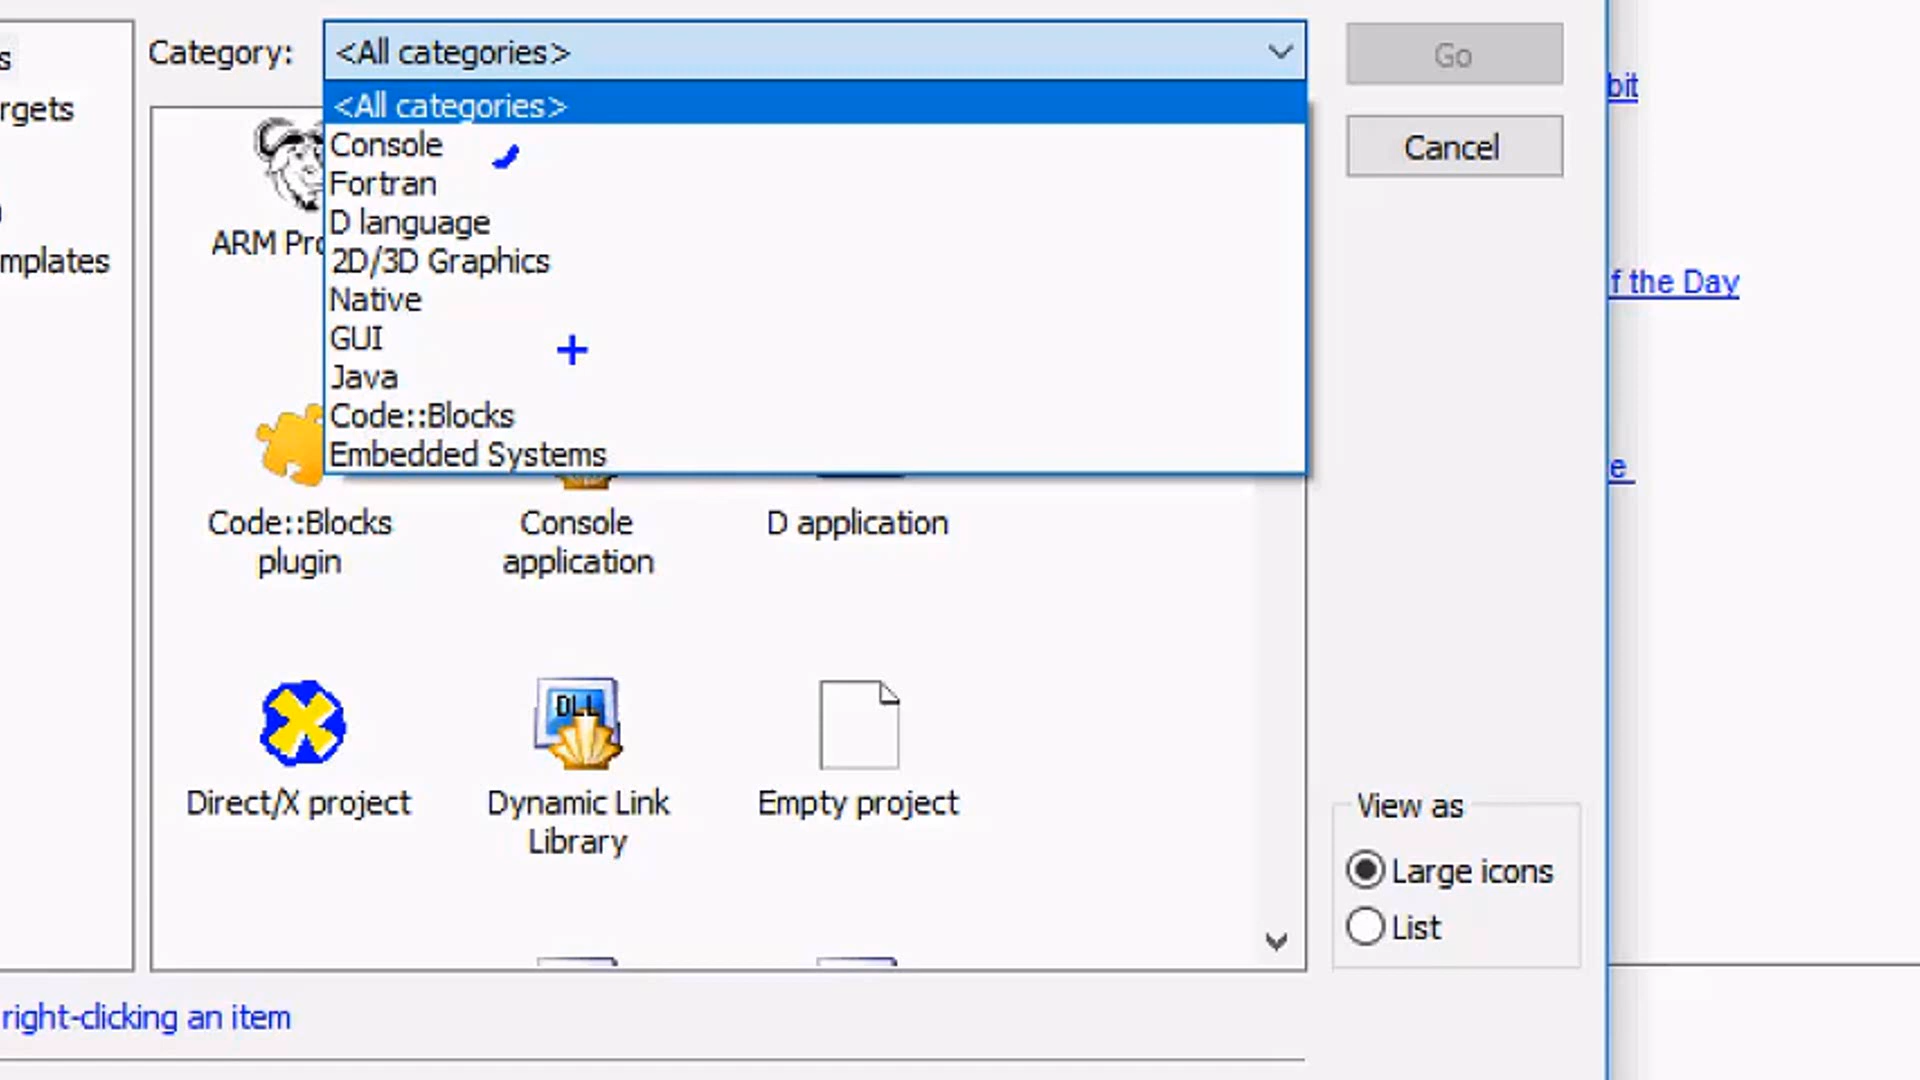 Category: <All categories>
Go
<All categories>
Console
Fortran
D language
2D/3D Graphics
Native
GUI
Java
Code::Blocks
Embedded Systems
Cancel
bit
f the Day
e
s
rgets
mplates
ARM Pro
Code::Blocks plugin
Console application
D application
Direct/X project
DLL
Dynamic Link Library
Empty project
View as
Large icons
List
right-clicking an item